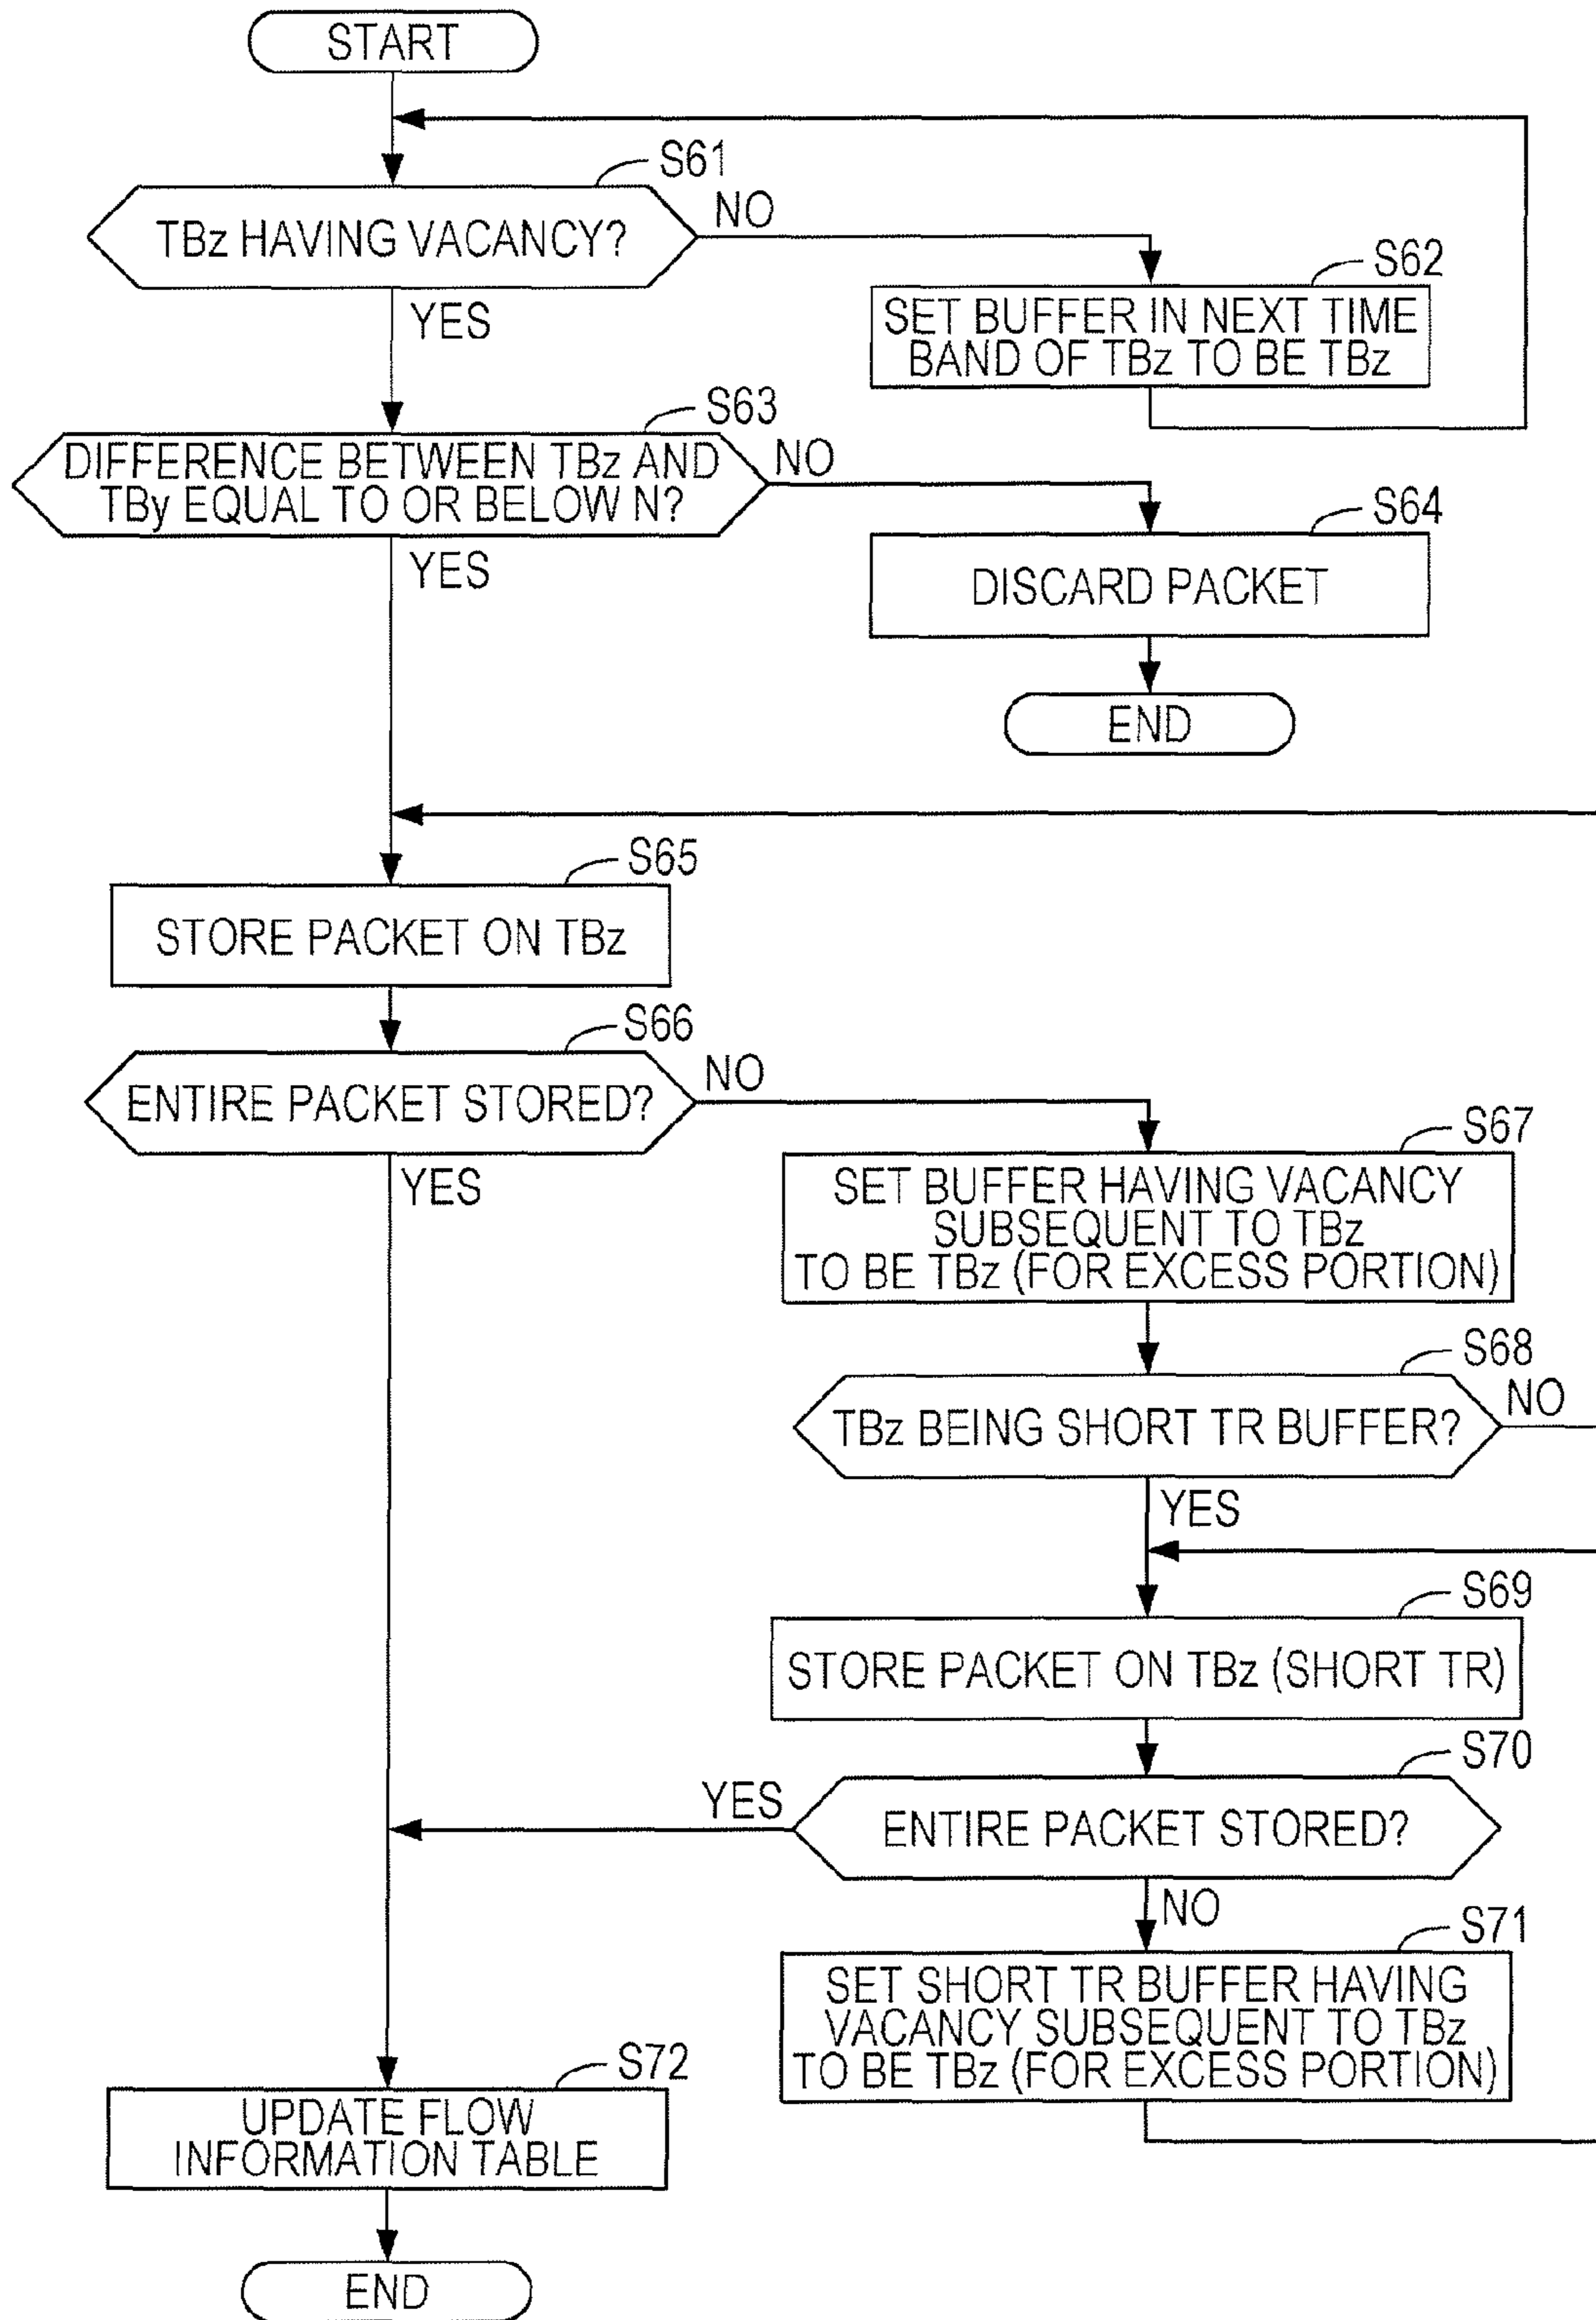 START
S61
TBz HAVING VACANCY?
NO
YES
S62
SET BUFFER IN NEXT TIME
BAND OF TBz TO BE TBz
S63
DIFFERENCE BETWEEN TBz AND
TBy EQUAL TO OR BELOW N?
NO
YES
S64
DISCARD PACKET
END
S65
STORE PACKET ON TBz
S66
ENTIRE PACKET STORED?
NO
YES
S67
SET BUFFER HAVING VACANCY
SUBSEQUENT TO TBz
TO BE TBz (FOR EXCESS PORTION)
S68
TBz BEING SHORT TR BUFFER?
NO
YES
S69
STORE PACKET ON TBz (SHORT TR)
S70
YES
ENTIRE PACKET STORED?
NO
S71
SET SHORT TR BUFFER HAVING
VACANCY SUBSEQUENT TO TBz
TO BE TBz (FOR EXCESS PORTION)
S72
UPDATE FLOW
INFORMATION TABLE
END